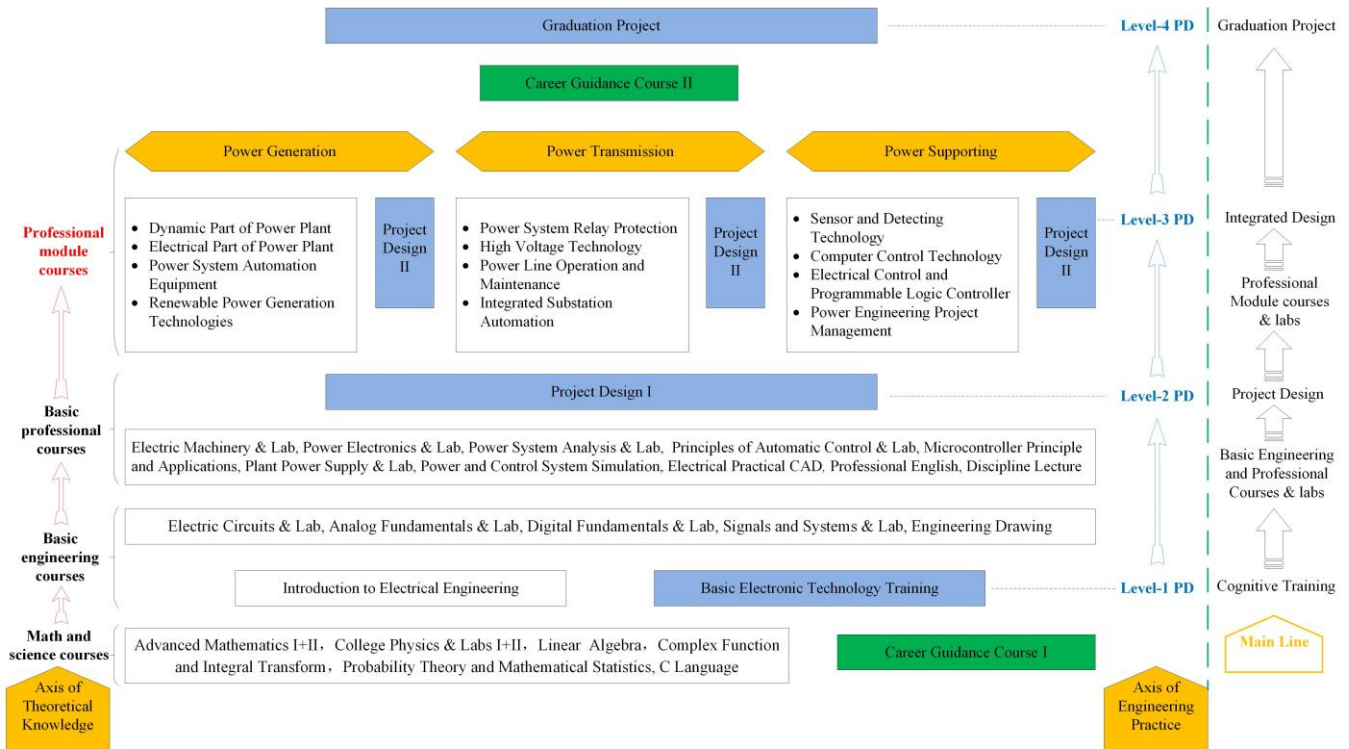 Graduation Project
Level-4 PD
Graduation Project
Career Guidance Course II
Power Generation
Power Transmission
Power Supporting
Professional
module
courses
• Dynamic Part of Power Plant
• Electrical Part of Power Plant
• Power System Automation
Equipment
• Renewable Power Generation
Technologies
Project
Design
II
• Power System Relay Protection
• High Voltage Technology
• Power Line Operation and
Maintenance
• Integrated Substation
Automation
Project
Design
II
• Sensor and Detecting
Technology
• Computer Control Technology
• Electrical Control and
Programmable Logic Controller
• Power Engineering Project
Management
Project
Design
II
Level-3 PD
Integrated Design
Professional
Module courses
& labs
Basic
professional
courses
Project Design I
Level-2 PD
Project Design
Electric Machinery & Lab, Power Electronics & Lab, Power System Analysis & Lab, Principles of Automatic Control & Lab, Microcontroller Principle
and Applications, Plant Power Supply & Lab, Power and Control System Simulation, Electrical Practical CAD, Professional English, Discipline Lecture
Basic Engineering
and Professional
Courses & labs
Basic
engineering
courses
Electric Circuits & Lab, Analog Fundamentals & Lab, Digital Fundamentals & Lab, Signals and Systems & Lab, Engineering Drawing
Introduction to Electrical Engineering
Basic Electronic Technology Training
Level-1 PD
Cognitive Training
Math and
science courses
Advanced Mathematics I+II，College Physics & Labs I+II，Linear Algebra，Complex Function
and Integral Transform，Probability Theory and Mathematical Statistics, C Language
Career Guidance Course I
Main Line
Axis of
Theoretical
Knowledge
Axis of
Engineering
Practice